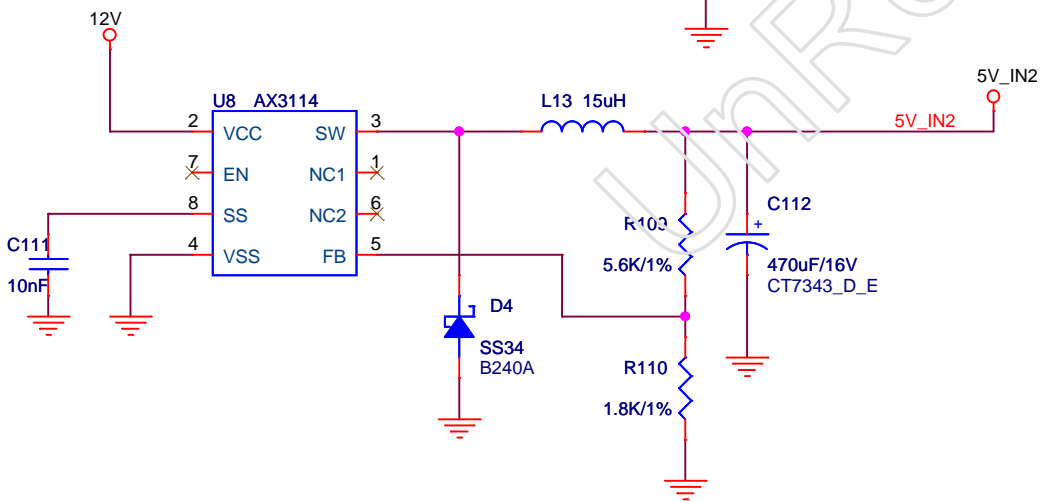 12V
5V_IN2
U8 AX3114
L13 15uH
5V_IN2
2 VCC SW 3
7 EN NC1 1
8 SS NC2 6
4 VSS FB 5
C111
10nF
D4
SS34
B240A
R109
5.6K/1%
C112
+
470uF/16V
CT7343_D_E
R110
1.8K/1%
UnR